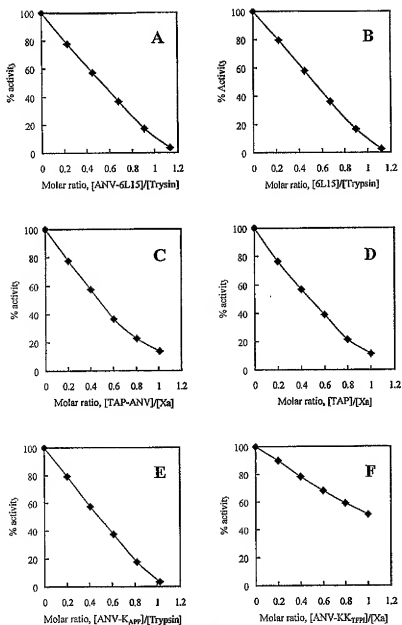 A
% activity
100
80
60
40
20
0
0 0.2 0.4 0.6 0.8 1 1.2
Molar ratio, [ANV-6L15]/[Trysin]
B
% Activity
100
80
60
40
20
0
0 0.2 0.4 0.6 0.8 1 1.2
Molar ratio, [6L15]/[Trypsin]
C
% activity
100
80
60
40
20
0
0 0.2 0.4 0.6 0.8 1 1.2
Molar ratio, [TAP-ANV]/[Xa]
D
% activity
100
80
60
40
20
0
0 0.2 0.4 0.6 0.8 1 1.2
Molar ratio, [TAP]/[Xa]
E
% activity
100
80
60
40
20
0
0 0.2 0.4 0.6 0.8 1 1.2
Molar ratio, [ANV-KAPP]/[Trypsin]
F
% activity
100
80
60
40
20
0
0 0.2 0.4 0.6 0.8 1 1.2
Molar ratio, [ANV-KKTFPI]/[Xa]